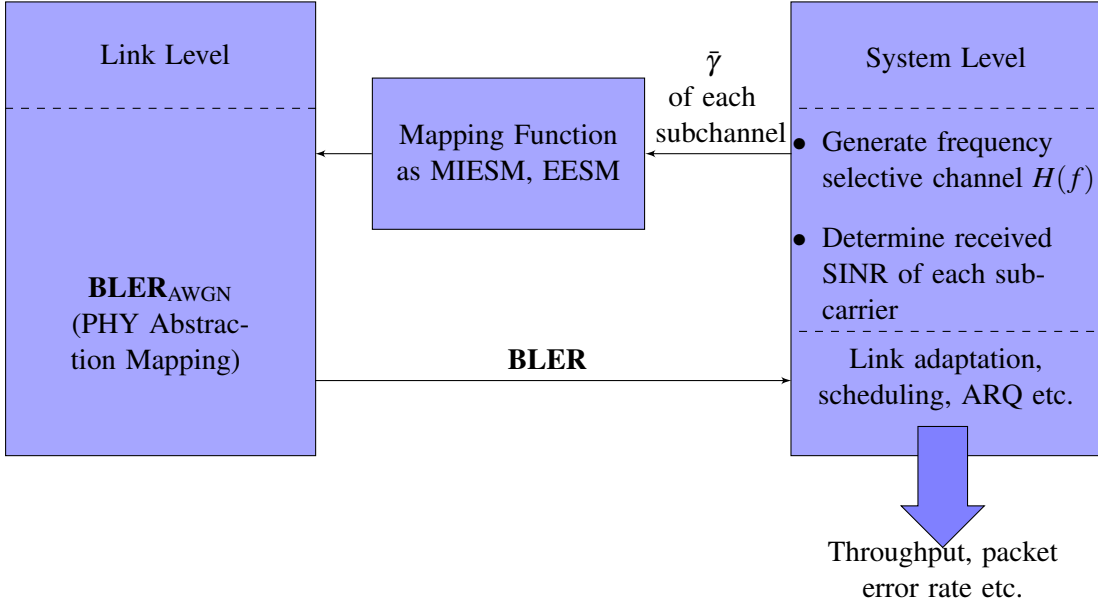 Link Level
BLER_AWGN
(PHY Abstrac-
tion Mapping)
Mapping Function
as MIESM, EESM
γ̄
of each
subchannel
BLER
System Level
• Generate frequency
selective channel H(f)
• Determine received
SINR of each sub-
carrier
Link adaptation,
scheduling, ARQ etc.
Throughput, packet
error rate etc.